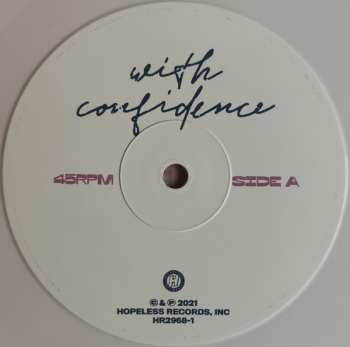 with
confidence
45RPM SIDE A
H
© & ℗ 2021
HOPELESS RECORDS, INC
HR2968-1